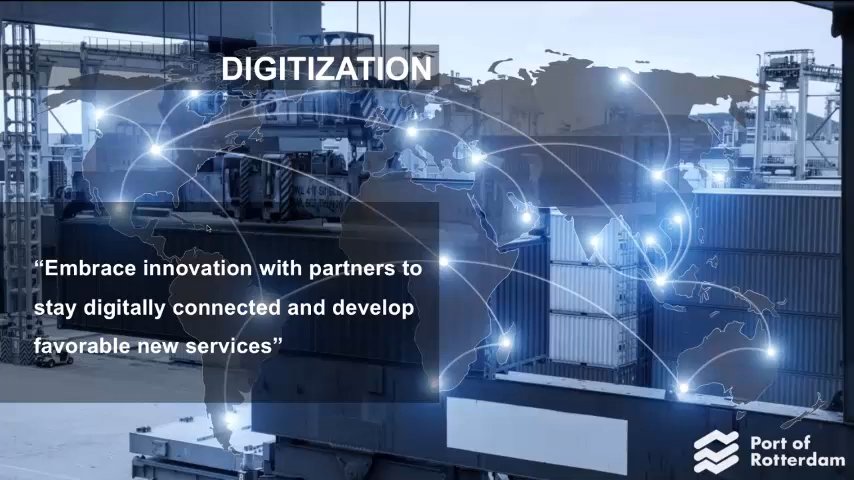 DIGITIZATION
“Embrace innovation with partners to
stay digitally connected and develop
favorable new services”
Port of
Rotterdam